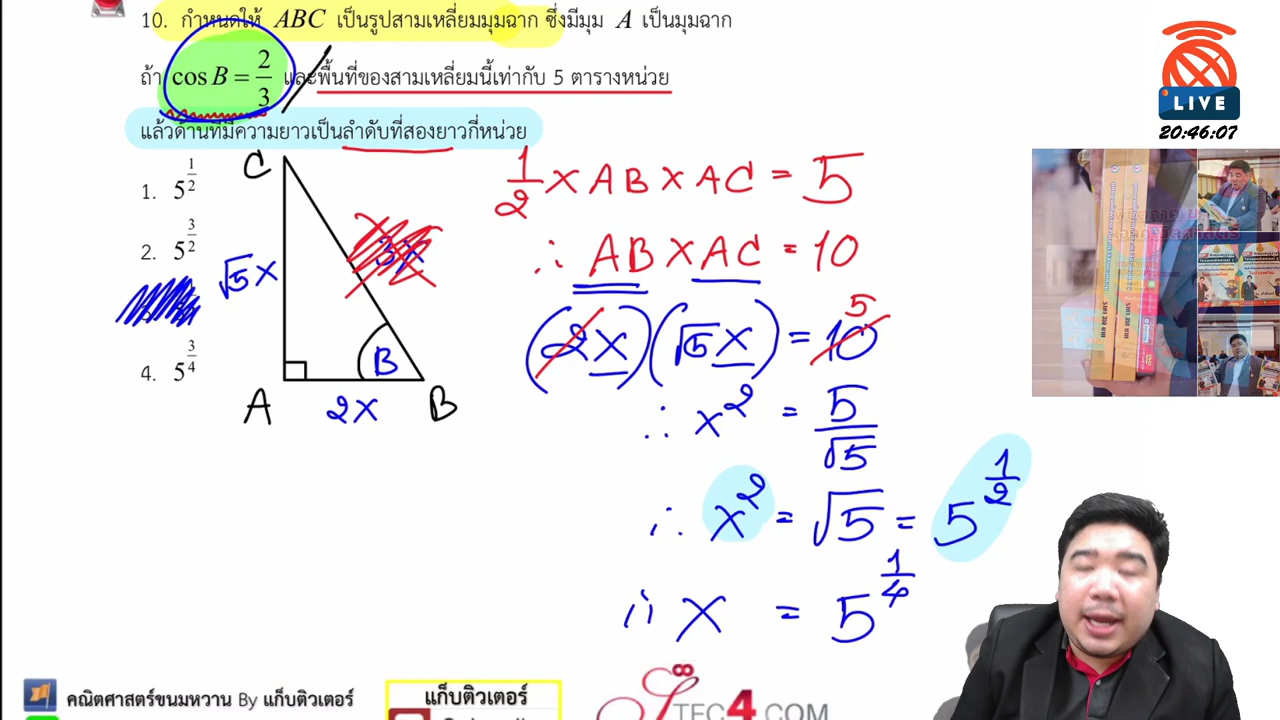 10. กำหนดให้ ABC เป็นรูปสามเหลี่ยมมุมฉาก ซึ่งมีมุม A เป็นมุมฉาก
ถ้า cos B = 2/3 และพื้นที่ของสามเหลี่ยมนี้เท่ากับ 5 ตารางหน่วย
แล้วด้านที่มีความยาวเป็นลำดับที่สองยาวกี่หน่วย
1. 5^(1/2)
2. 5^(3/2)
4. 5^(3/4)
C
√5x
3x
B
A
2x
B
1/2 × AB × AC = 5
∴ AB × AC = 10
(2x)(√5x) = 10 5
∴ x² = 5/√5
∴ x² = √5 = 5^(1/2)
∴ x = 5^(1/4)
LIVE
20:46:07
คณิตศาสตร์ขนมหวาน By แก็บติวเตอร์
แก็บติวเตอร์
TEC4.COM